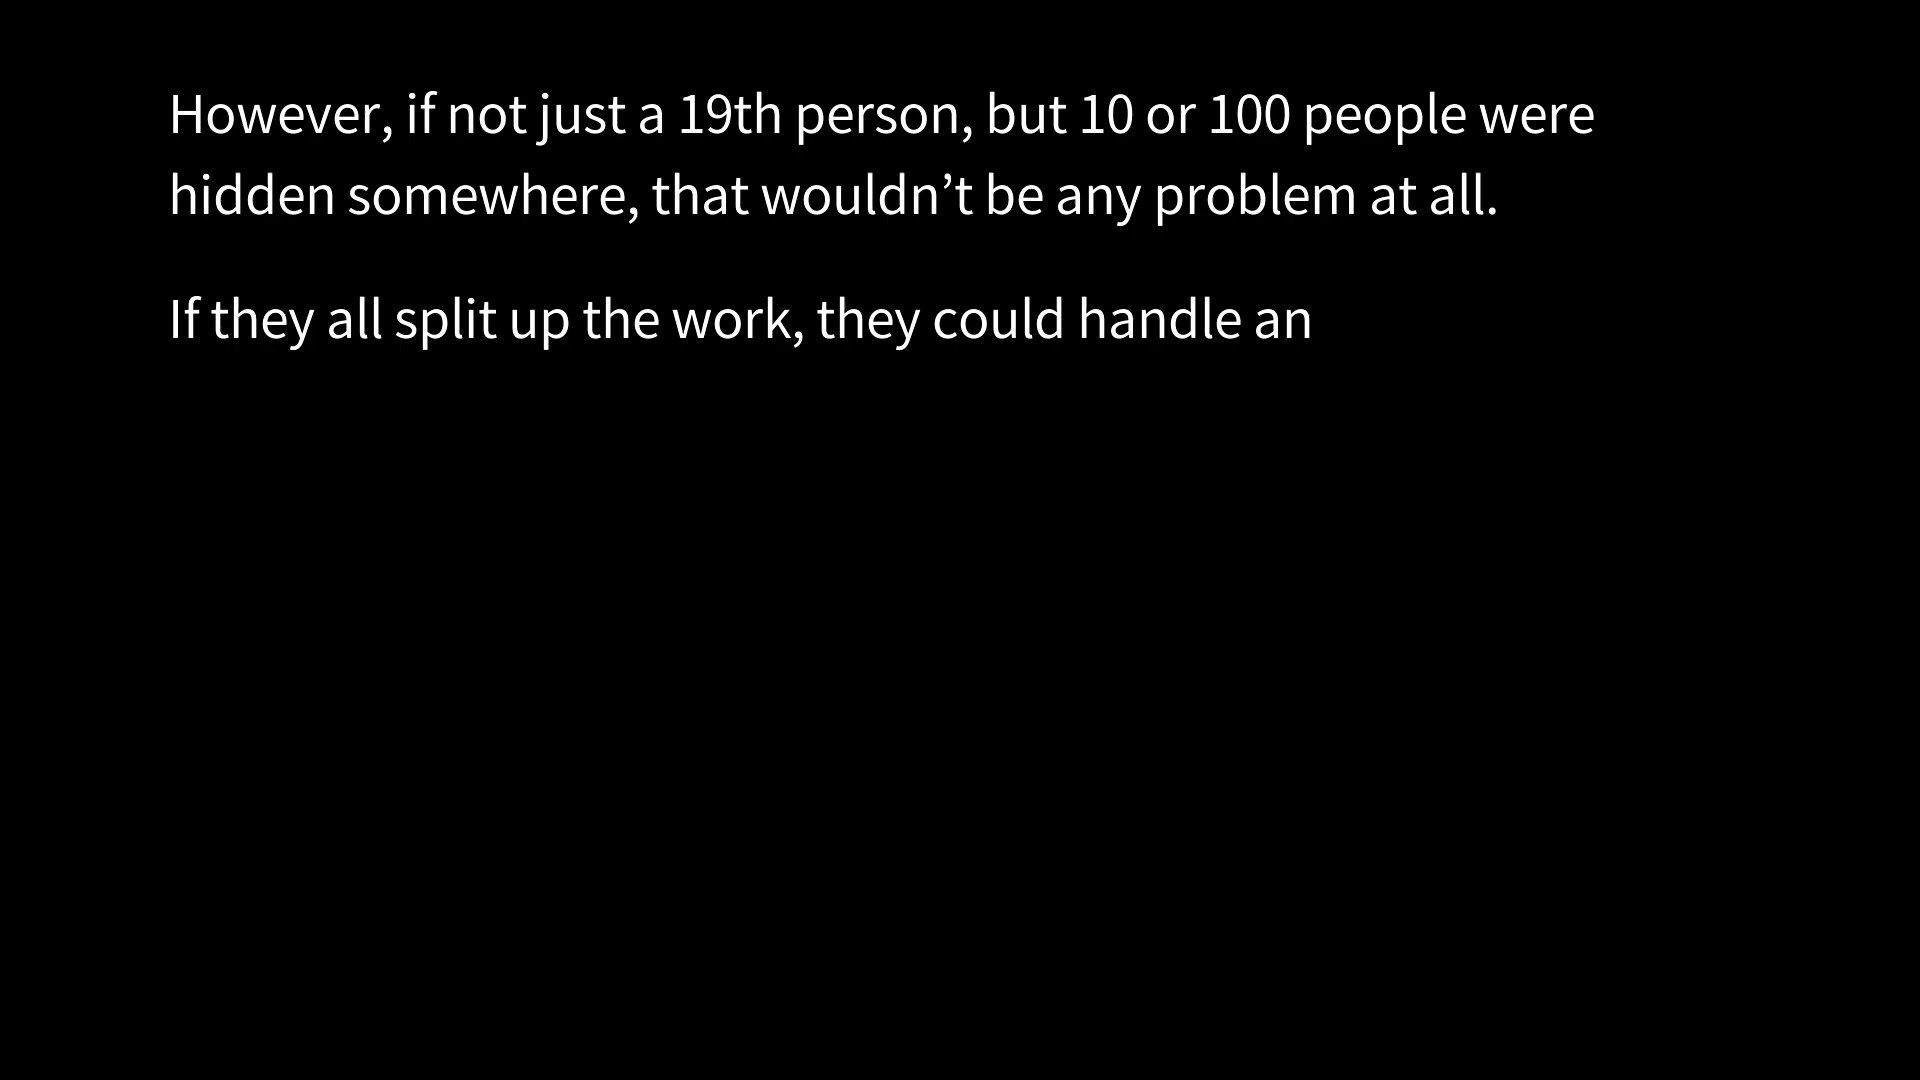 However, if not just a 19th person, but 10 or 100 people were
hidden somewhere, that wouldn’t be any problem at all.
If they all split up the work, they could handle an